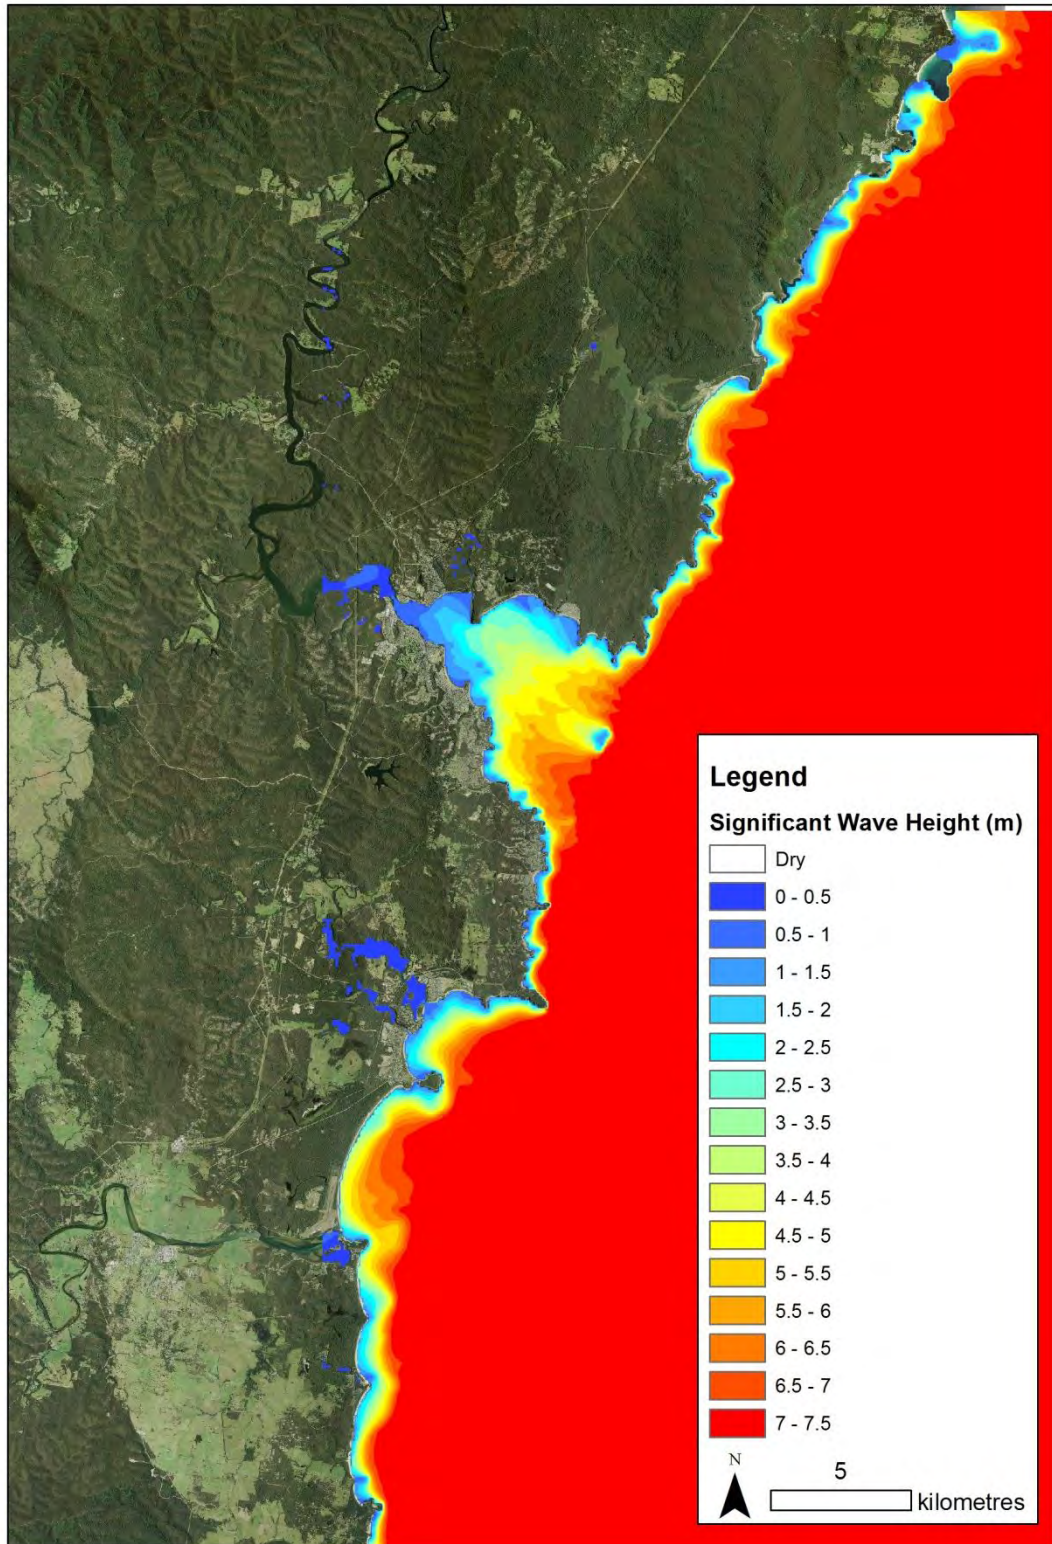 Legend
Significant Wave Height (m)
Dry
0 - 0.5
0.5 - 1
1 - 1.5
1.5 - 2
2 - 2.5
2.5 - 3
3 - 3.5
3.5 - 4
4 - 4.5
4.5 - 5
5 - 5.5
5.5 - 6
6 - 6.5
6.5 - 7
7 - 7.5
N
5
kilometres